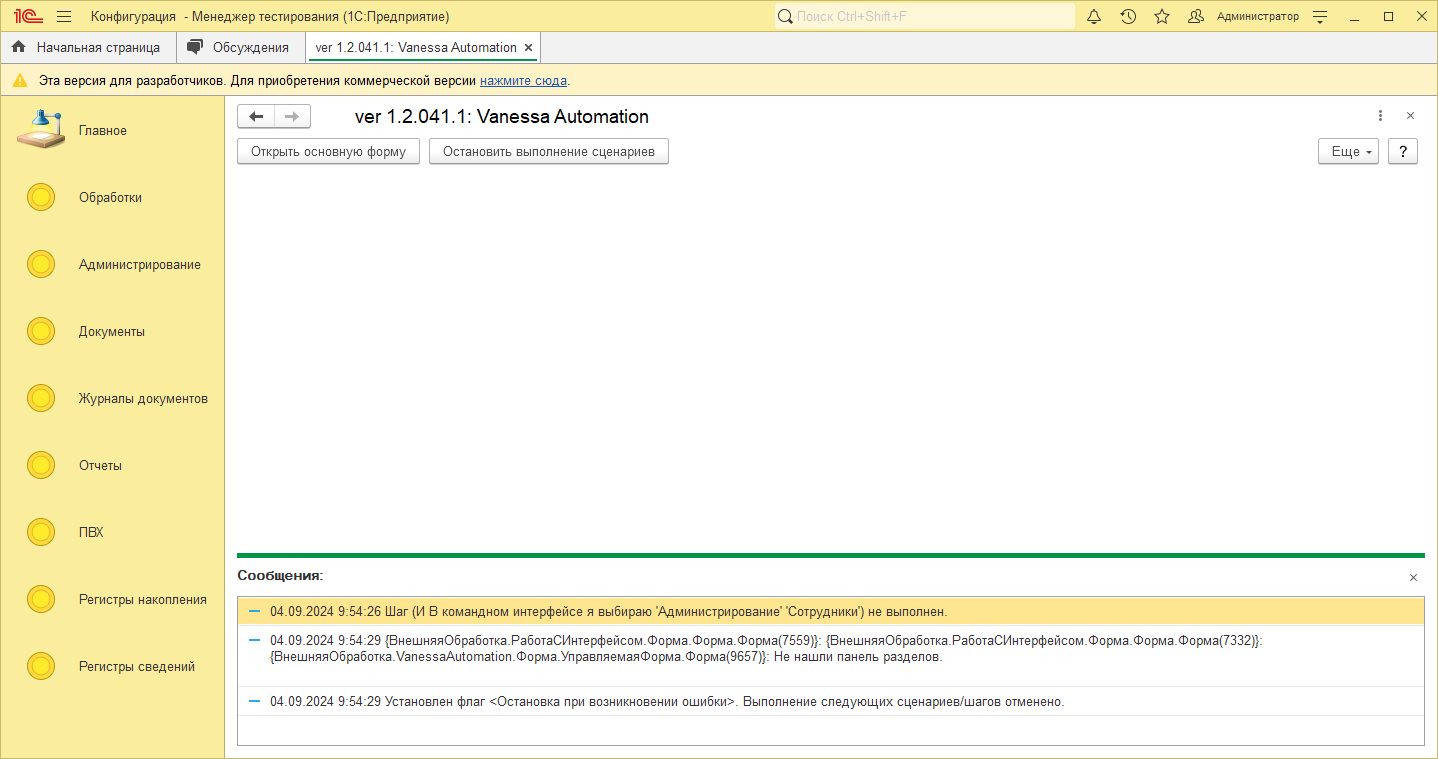 1С Конфигурация - Менеджер тестирования (1С:Предприятие) Поиск Ctrl+Shift+F Администратор
Начальная страница Обсуждения ver 1.2.041.1: Vanessa Automation
Эта версия для разработчиков. Для приобретения коммерческой версии нажмите сюда.
Главное
Обработки
Администрирование
Документы
Журналы документов
Отчеты
ПВХ
Регистры накопления
Регистры сведений
ver 1.2.041.1: Vanessa Automation
Открыть основную форму Остановить выполнение сценариев Еще ?
Сообщения:
04.09.2024 9:54:26 Шаг (И В командном интерфейсе я выбираю 'Администрирование' 'Сотрудники') не выполнен.
04.09.2024 9:54:29 {ВнешняяОбработка.РаботаСИнтерфейсом.Форма.Форма.Форма(7559)}: {ВнешняяОбработка.РаботаСИнтерфейсом.Форма.Форма.Форма(7332)}:
{ВнешняяОбработка.VanessaAutomation.Форма.УправляемаяФорма.Форма(9657)}: Не нашли панель разделов.
04.09.2024 9:54:29 Установлен флаг <Остановка при возникновении ошибки>. Выполнение следующих сценариев/шагов отменено.